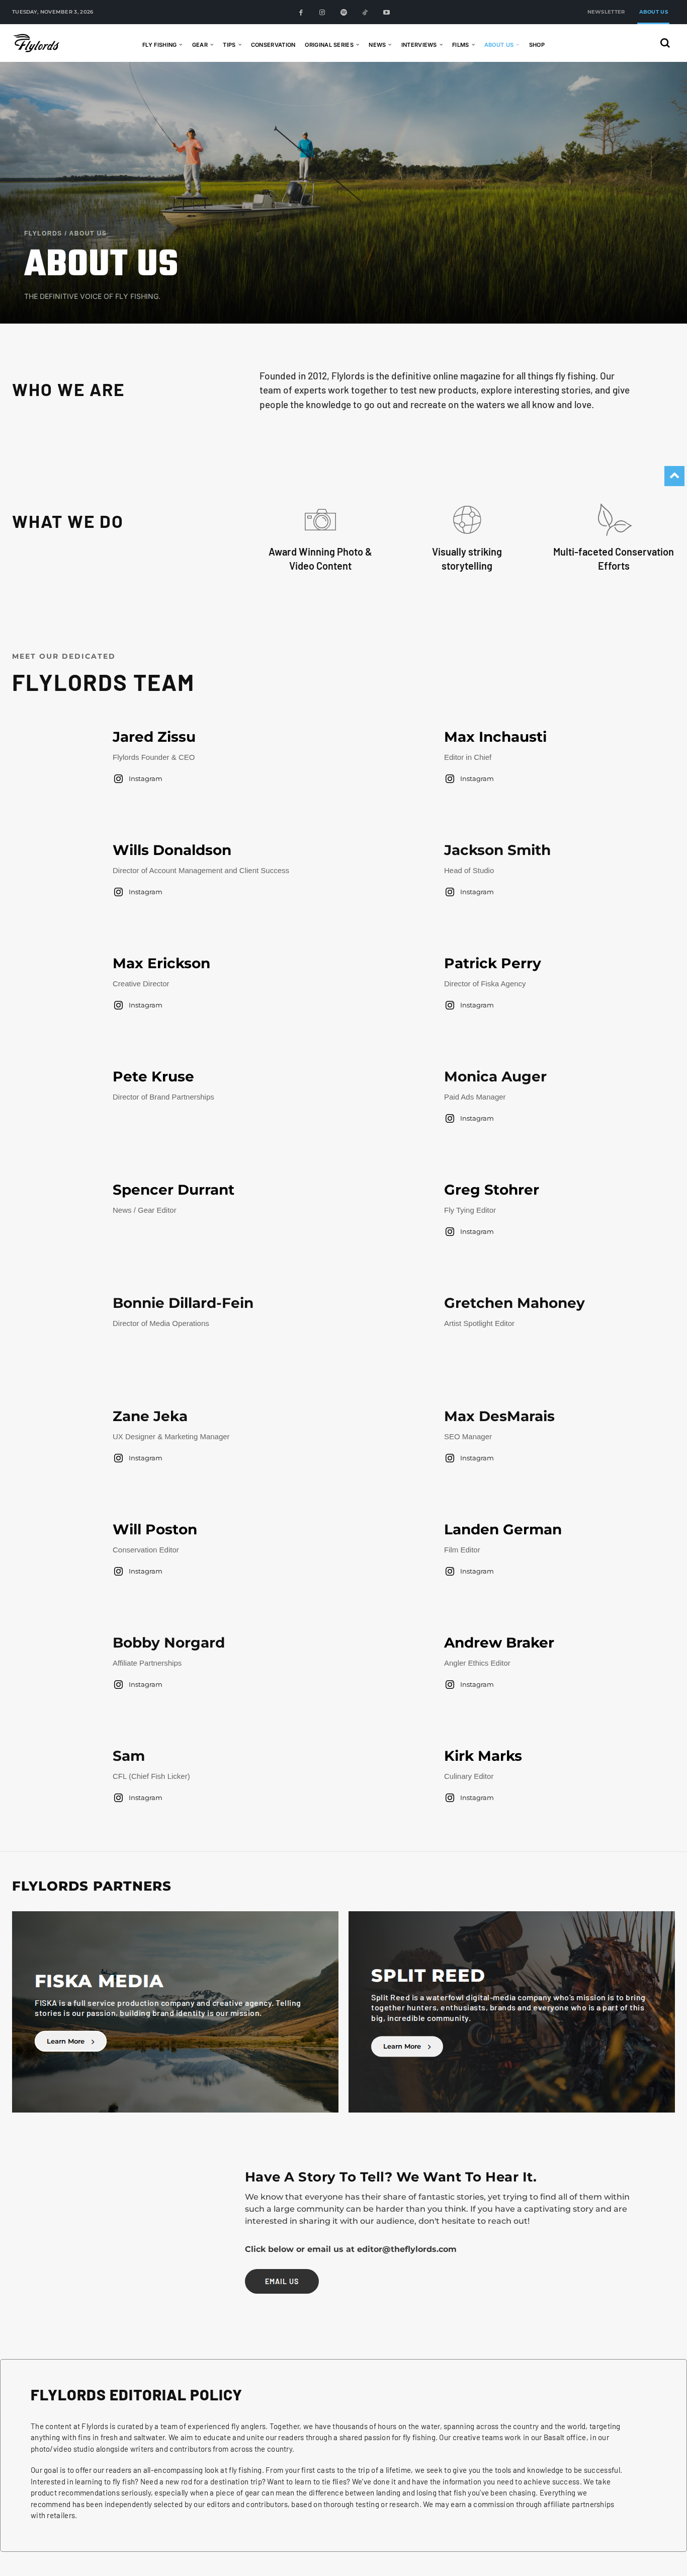 TUESDAY, NOVEMBER 3, 2026
NEWSLETTER
ABOUT US
Flylords
FLY FISHING
GEAR
TIPS
CONSERVATION
ORIGINAL SERIES
NEWS
INTERVIEWS
FILMS
ABOUT US
SHOP
FLYLORDS / ABOUT US
ABOUT US
THE DEFINITIVE VOICE OF FLY FISHING.
WHO WE ARE
Founded in 2012, Flylords is the definitive online magazine for all things fly fishing. Our
team of experts work together to test new products, explore interesting stories, and give
people the knowledge to go out and recreate on the waters we all know and love.
WHAT WE DO
Award Winning Photo &
Video Content
Visually striking
storytelling
Multi-faceted Conservation
Efforts
MEET OUR DEDICATED
FLYLORDS TEAM
Jared Zissu
Flylords Founder & CEO
Instagram
Max Inchausti
Editor in Chief
Instagram
Wills Donaldson
Director of Account Management and Client Success
Instagram
Jackson Smith
Head of Studio
Instagram
Max Erickson
Creative Director
Instagram
Patrick Perry
Director of Fiska Agency
Instagram
Pete Kruse
Director of Brand Partnerships
Monica Auger
Paid Ads Manager
Instagram
Spencer Durrant
News / Gear Editor
Greg Stohrer
Fly Tying Editor
Instagram
Bonnie Dillard-Fein
Director of Media Operations
Gretchen Mahoney
Artist Spotlight Editor
Zane Jeka
UX Designer & Marketing Manager
Instagram
Max DesMarais
SEO Manager
Instagram
Will Poston
Conservation Editor
Instagram
Landen German
Film Editor
Instagram
Bobby Norgard
Affiliate Partnerships
Instagram
Andrew Braker
Angler Ethics Editor
Instagram
Sam
CFL (Chief Fish Licker)
Instagram
Kirk Marks
Culinary Editor
Instagram
FLYLORDS PARTNERS
FISKA MEDIA
FISKA is a full service production company and creative agency. Telling
stories is our passion, building brand identity is our mission.
Learn More
SPLIT REED
Split Reed is a waterfowl digital-media company who's mission is to bring
together hunters, enthusiasts, brands and everyone who is a part of this
big, incredible community.
Learn More
Have A Story To Tell? We Want To Hear It.
We know that everyone has their share of fantastic stories, yet trying to find all of them within
such a large community can be harder than you think. If you have a captivating story and are
interested in sharing it with our audience, don't hesitate to reach out!
Click below or email us at editor@theflylords.com
EMAIL US
FLYLORDS EDITORIAL POLICY
The content at Flylords is curated by a team of experienced fly anglers. Together, we have thousands of hours on the water, spanning across the country and the world, targeting
anything with fins in fresh and saltwater. We aim to educate and unite our readers through a shared passion for fly fishing. Our creative teams work in our Basalt office, in our
photo/video studio alongside writers and contributors from across the country.
Our goal is to offer our readers an all-encompassing look at fly fishing. From your first casts to the trip of a lifetime, we seek to give you the tools and knowledge to be successful.
Interested in learning to fly fish? Need a new rod for a destination trip? Want to learn to tie flies? We've done it and have the information you need to achieve success. We take
product recommendations seriously, especially when a piece of gear can mean the difference between landing and losing that fish you've been chasing. Everything we
recommend has been independently selected by our editors and contributors, based on thorough testing or research. We may earn a commission through affiliate partnerships
with retailers.